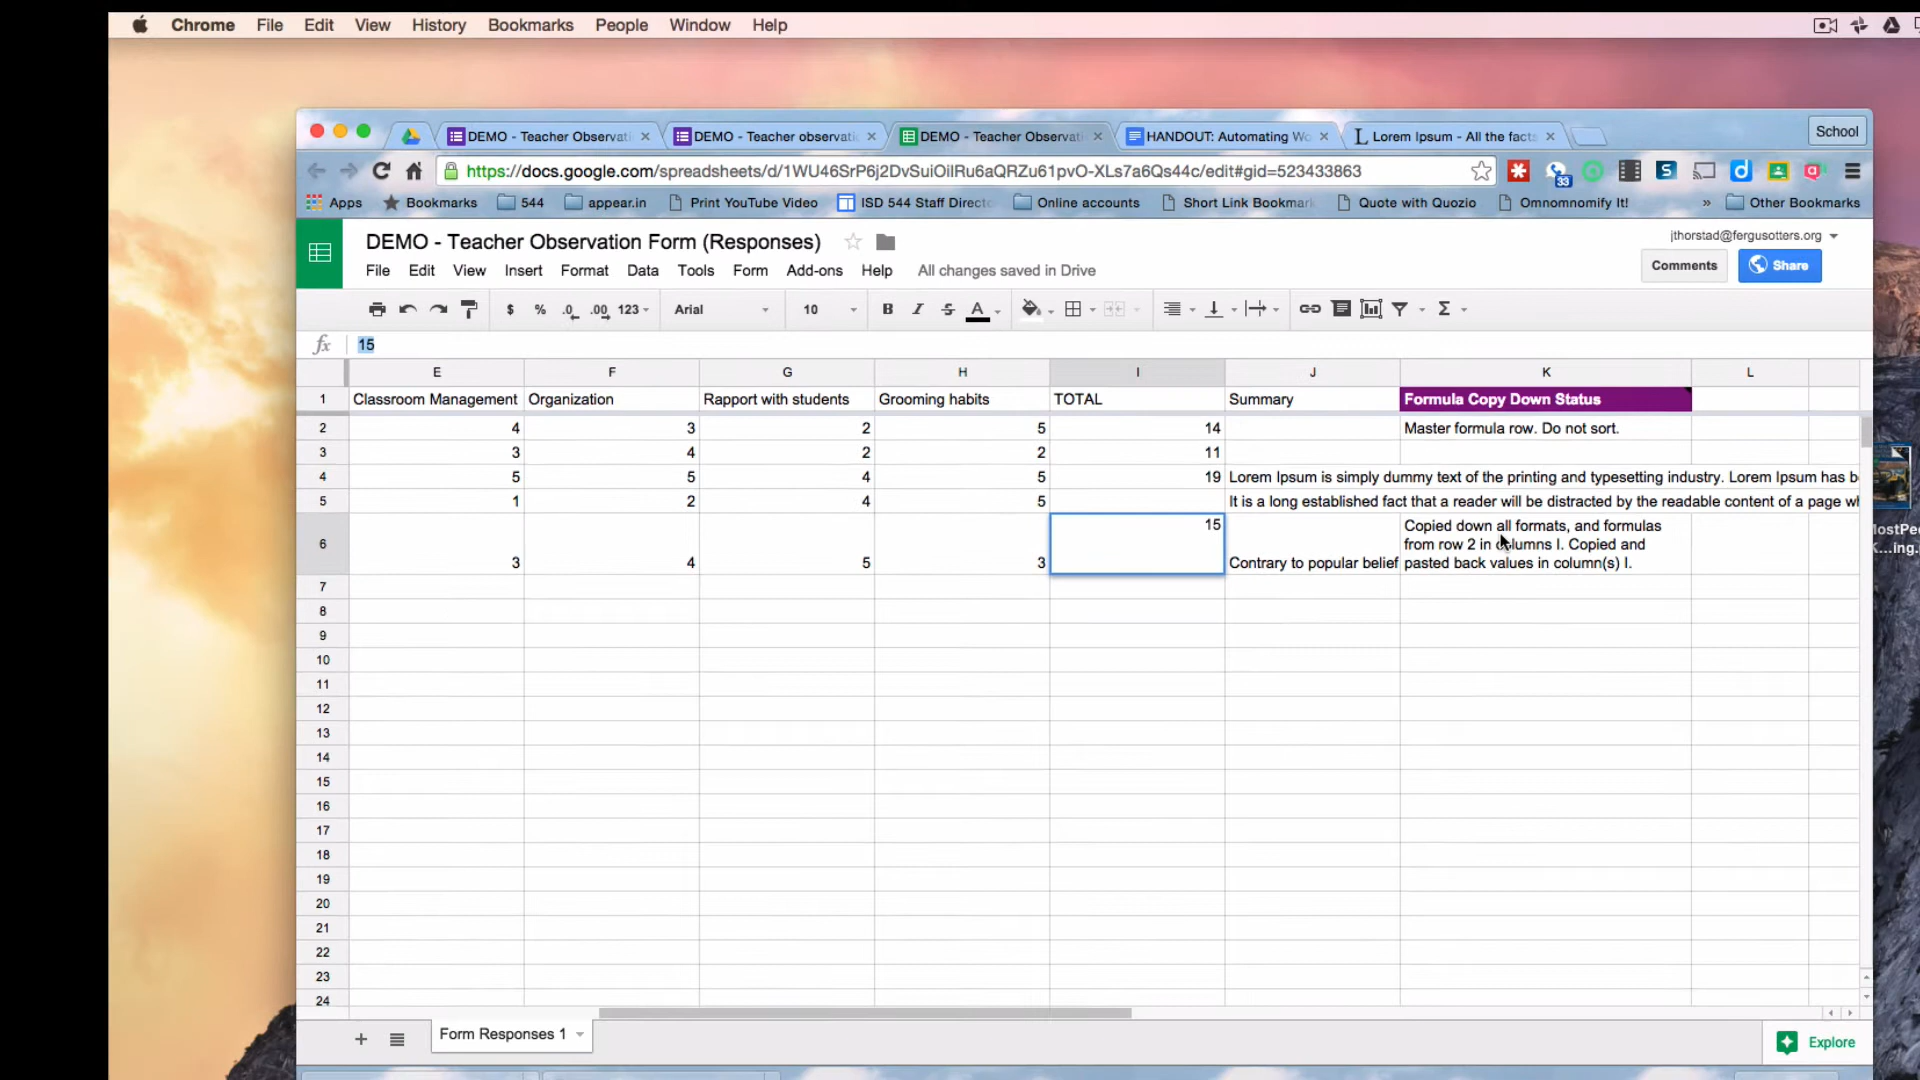 Chrome File Edit View History Bookmarks People Window Help
DEMO - Teacher Observati DEMO - Teacher observati DEMO - Teacher Observati HANDOUT: Automating Wo Lorem Ipsum - All the facts School
https://docs.google.com/spreadsheets/d/1WU46SrP6j2DvSuiOilRu6aQRZu61pvO-XLs7a6Qs44c/edit#gid=523433863 33
Apps Bookmarks 544 appear.in Print YouTube Video ISD 544 Staff Directo Online accounts Short Link Bookmar Quote with Quozio Omnomnomify It! » Other Bookmarks
DEMO - Teacher Observation Form (Responses) jthorstad@fergusotters.org
File Edit View Insert Format Data Tools Form Add-ons Help All changes saved in Drive Comments Share
$ % .0 .00 123 Arial 10 B I S A Σ
fx 15
E F G H I J K L
1 Classroom Management Organization Rapport with students Grooming habits TOTAL Summary Formula Copy Down Status
2 4 3 2 5 14 Master formula row. Do not sort.
3 3 4 2 2 11
4 5 5 4 5 19 Lorem Ipsum is simply dummy text of the printing and typesetting industry. Lorem Ipsum has b
5 1 2 4 5 It is a long established fact that a reader will be distracted by the readable content of a page wh
15 Copied down all formats, and formulas
6 from row 2 in columns I. Copied and
3 4 5 3 Contrary to popular belief pasted back values in column(s) I.
7
8
9
10
11
12
13
14
15
16
17
18
19
20
21
22
23
24
Form Responses 1 Explore